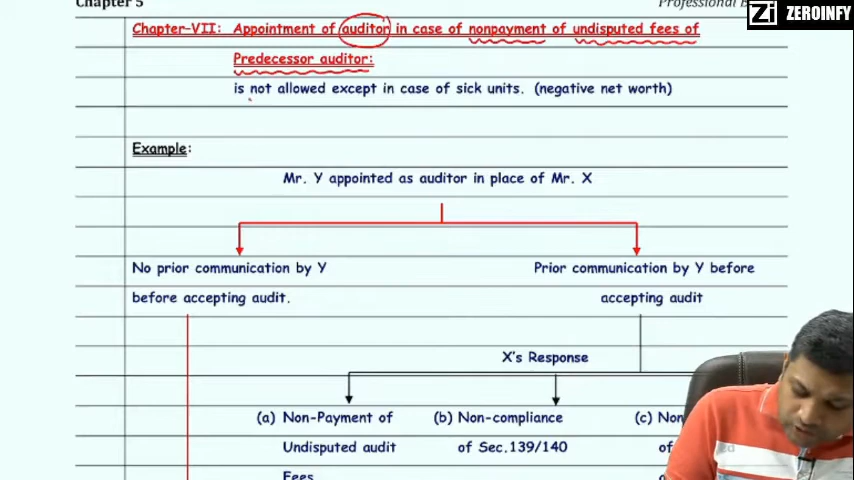 Chapter 5
Professional
ZEROINFY
Chapter-VII: Appointment of auditor in case of nonpayment of undisputed fees of
Predecessor auditor:
is not allowed except in case of sick units. (negative net worth)
Example:
Mr. Y appointed as auditor in place of Mr. X
No prior communication by Y
Prior communication by Y before
before accepting audit.
accepting audit
X's Response
(a) Non-Payment of
(b) Non-compliance
(c)
Undisputed audit
of Sec.139/140
Fees